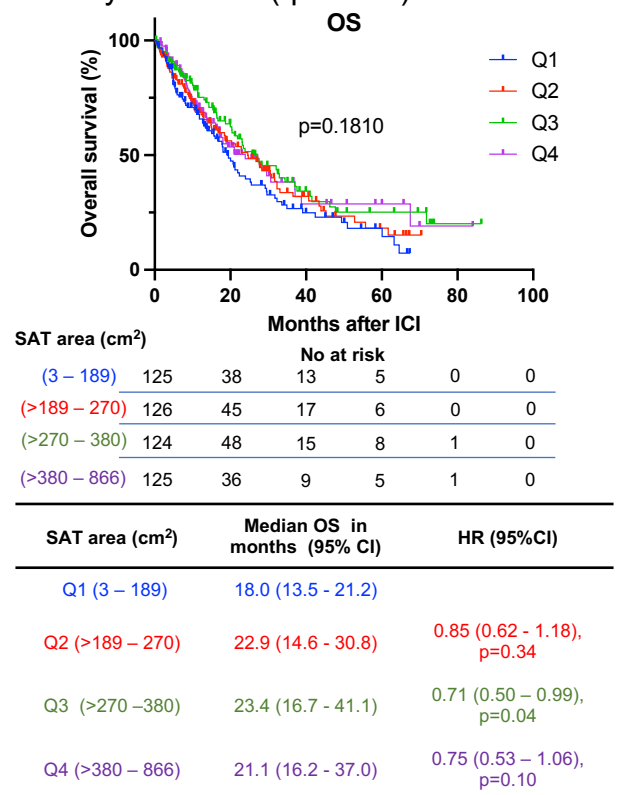 OS
100
50
0
Overall survival (%)
p=0.1810
Q1
Q2
Q3
Q4
0 20 40 60 80 100
Months after ICI
SAT area (cm²)
No at risk
(3 – 189) 125 38 13 5 0 0
(>189 – 270) 126 45 17 6 0 0
(>270 – 380) 124 48 15 8 1 0
(>380 – 866) 125 36 9 5 1 0
SAT area (cm²) Median OS in months (95% CI) HR (95%CI)
Q1 (3 – 189) 18.0 (13.5 - 21.2)
Q2 (>189 – 270) 22.9 (14.6 - 30.8) 0.85 (0.62 - 1.18), p=0.34
Q3 (>270 –380) 23.4 (16.7 - 41.1) 0.71 (0.50 – 0.99), p=0.04
Q4 (>380 – 866) 21.1 (16.2 - 37.0) 0.75 (0.53 – 1.06), p=0.10